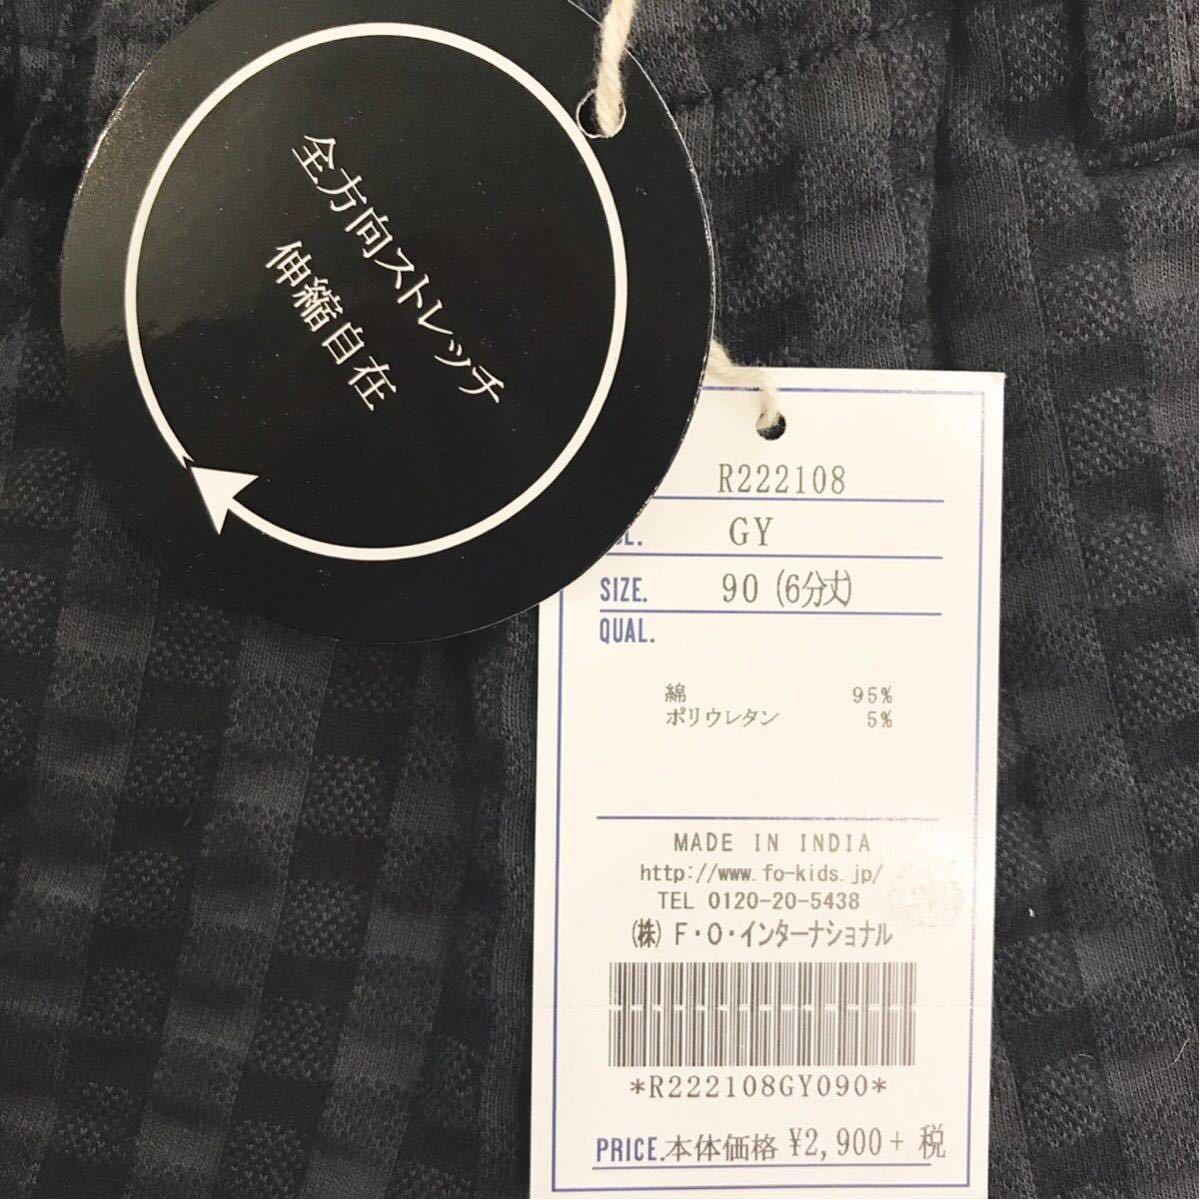 全方向ストレッチ
伸縮自在
R222108
GY
SIZE. 90 (6分丈)
QUAL.
綿 95%
ポリウレタン 5%
MADE IN INDIA
http://www.fo-kids.jp/
TEL 0120-20-5438
(株) F・O・インターナショナル
*R222108GY090*
PRICE. 本体価格 ¥2,900 + 税